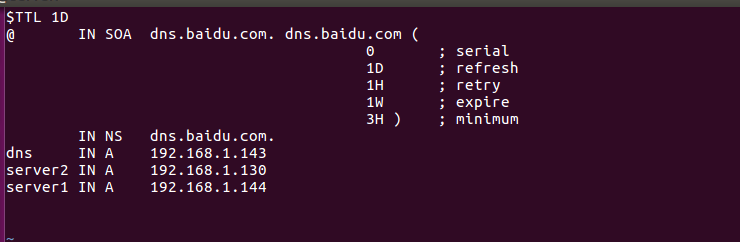 $TTL 1D
@       IN SOA  dns.baidu.com. dns.baidu.com (
                                        0       ; serial
                                        1D      ; refresh
                                        1H      ; retry
                                        1W      ; expire
                                        3H )    ; minimum
        IN NS   dns.baidu.com.
dns     IN A    192.168.1.143
server2 IN A    192.168.1.130
server1 IN A    192.168.1.144
~